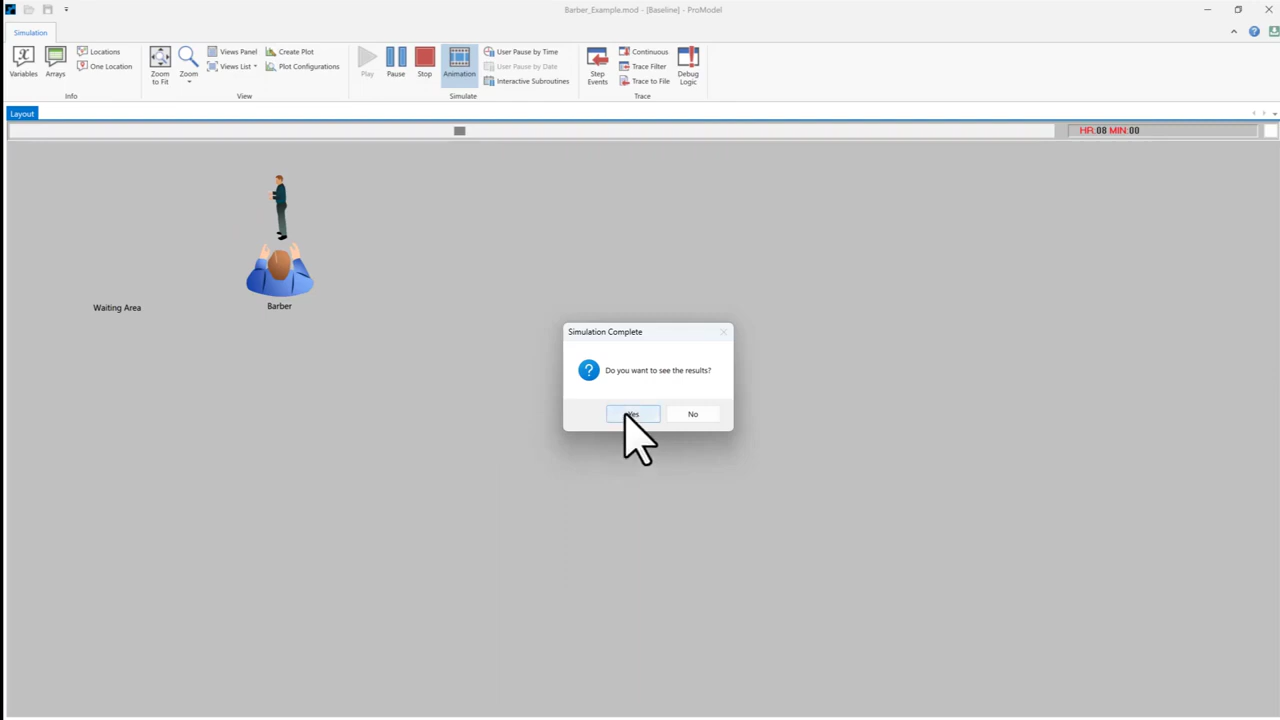 Barber_Example.mod - [Baseline] - ProModel
Simulation
Variables
Arrays
Locations
One Location
Info
Zoom to Fit
Zoom
Views Panel
Views List
Create Plot
Plot Configurations
View
Play
Pause
Stop
Animation
User Pause by Time
User Pause by Date
Interactive Subroutines
Simulate
Step Events
Continuous
Trace Filter
Trace to File
Debug Logic
Trace
Layout
HR:08 MIN:00
Waiting Area
Barber
Simulation Complete
Do you want to see the results?
Yes
No